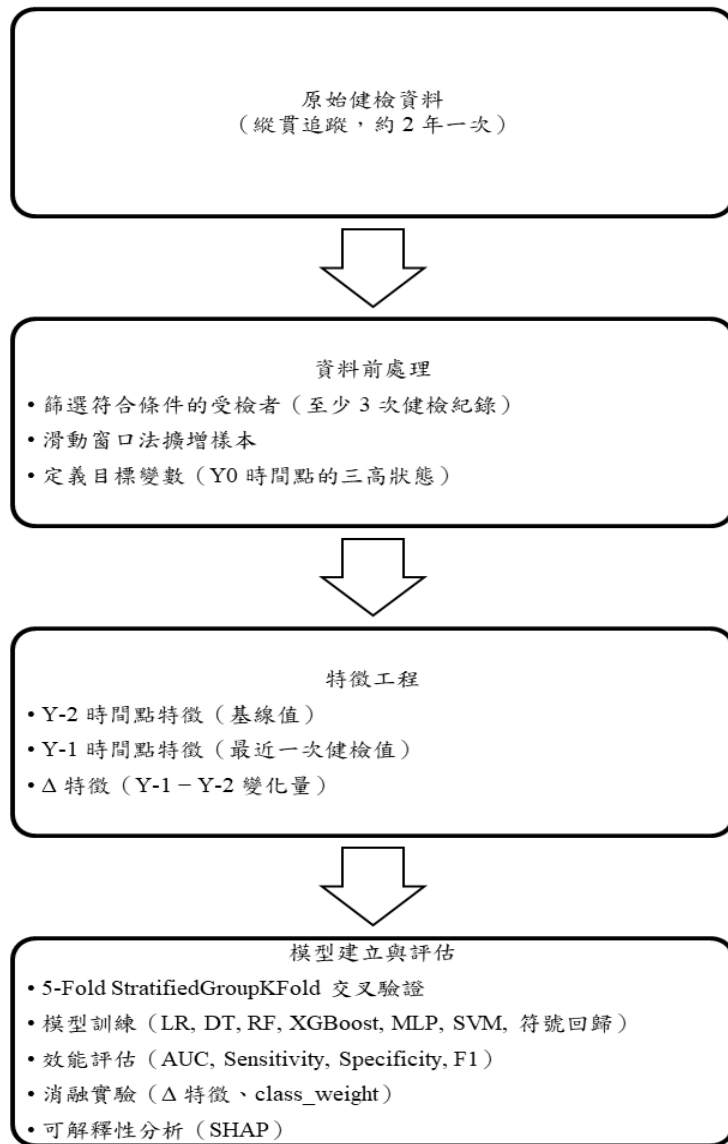 原始健檢資料
（縱貫追蹤，約 2 年一次）
資料前處理
• 篩選符合條件的受檢者（至少 3 次健檢紀錄）
• 滑動窗口法擴增樣本
• 定義目標變數（Y0 時間點的三高狀態）
特徵工程
• Y-2 時間點特徵（基線值）
• Y-1 時間點特徵（最近一次健檢值）
• Δ 特徵（Y-1 − Y-2 變化量）
模型建立與評估
• 5-Fold StratifiedGroupKFold 交叉驗證
• 模型訓練（LR, DT, RF, XGBoost, MLP, SVM, 符號回歸）
• 效能評估（AUC, Sensitivity, Specificity, F1）
• 消融實驗（Δ 特徵、class_weight）
• 可解釋性分析（SHAP）